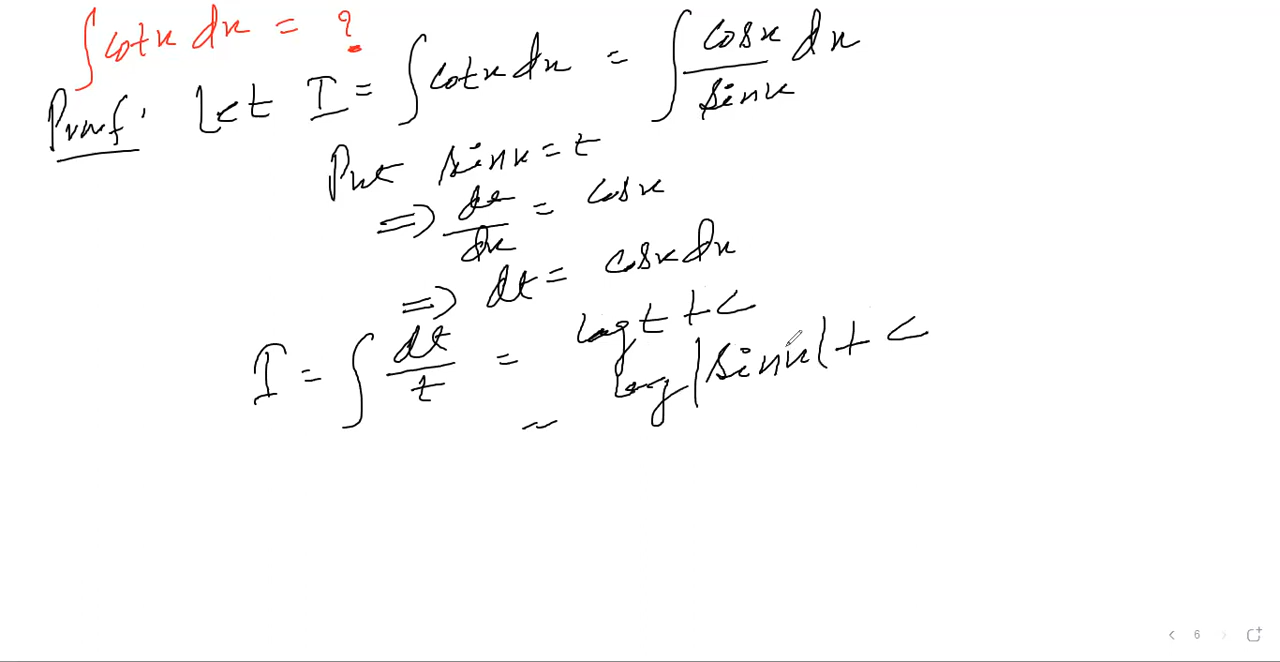 ∫cotx dx = ?
Proof: Let I = ∫cotx dx = ∫ cosx/sinx dx
Put sinx = t
⇒ dt/dx = cosx
⇒ dt = cosx dx
I = ∫ dt/t = log t + c
= log|sinx| + c
6